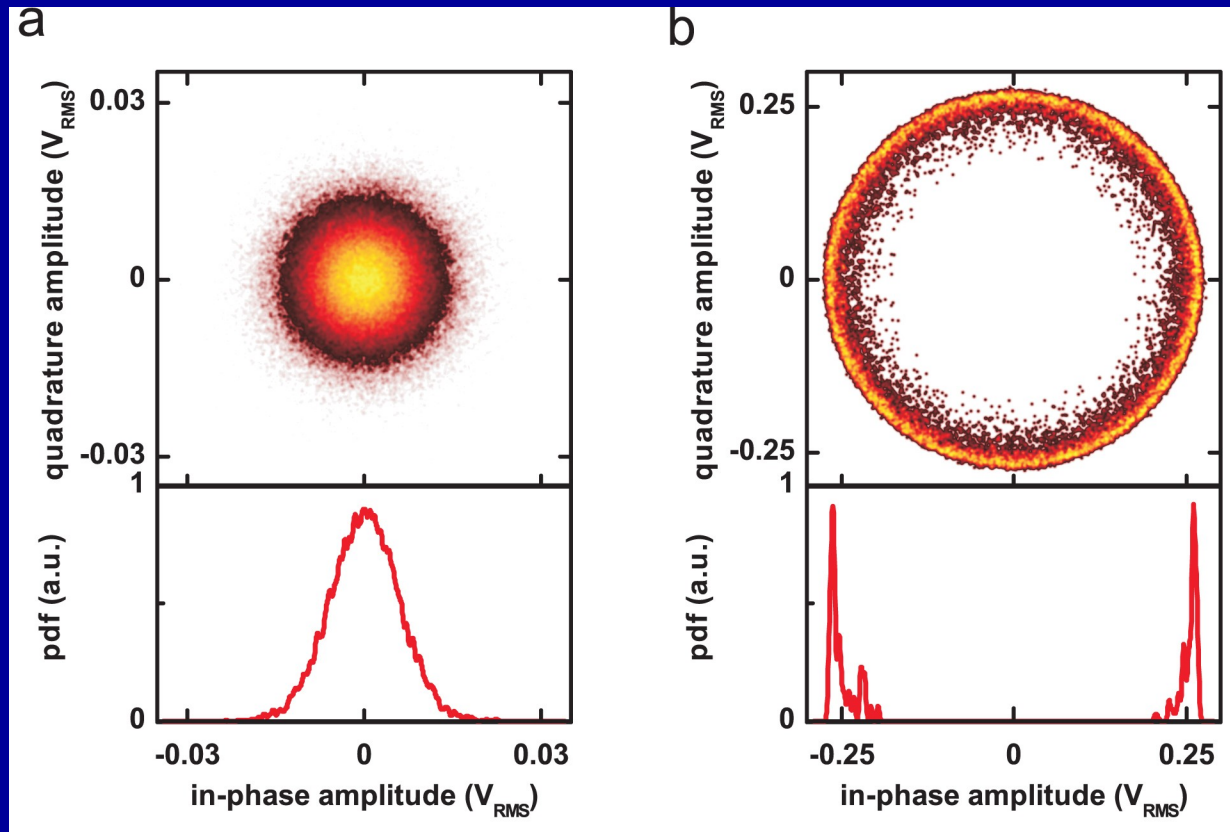 a
quadrature amplitude (V_RMS)
0.03
0
-0.03
1
pdf (a.u.)
0
-0.03 0 0.03
in-phase amplitude (V_RMS)
b
quadrature amplitude (V_RMS)
0.25
0
-0.25
1
pdf (a.u.)
0
-0.25 0 0.25
in-phase amplitude (V_RMS)